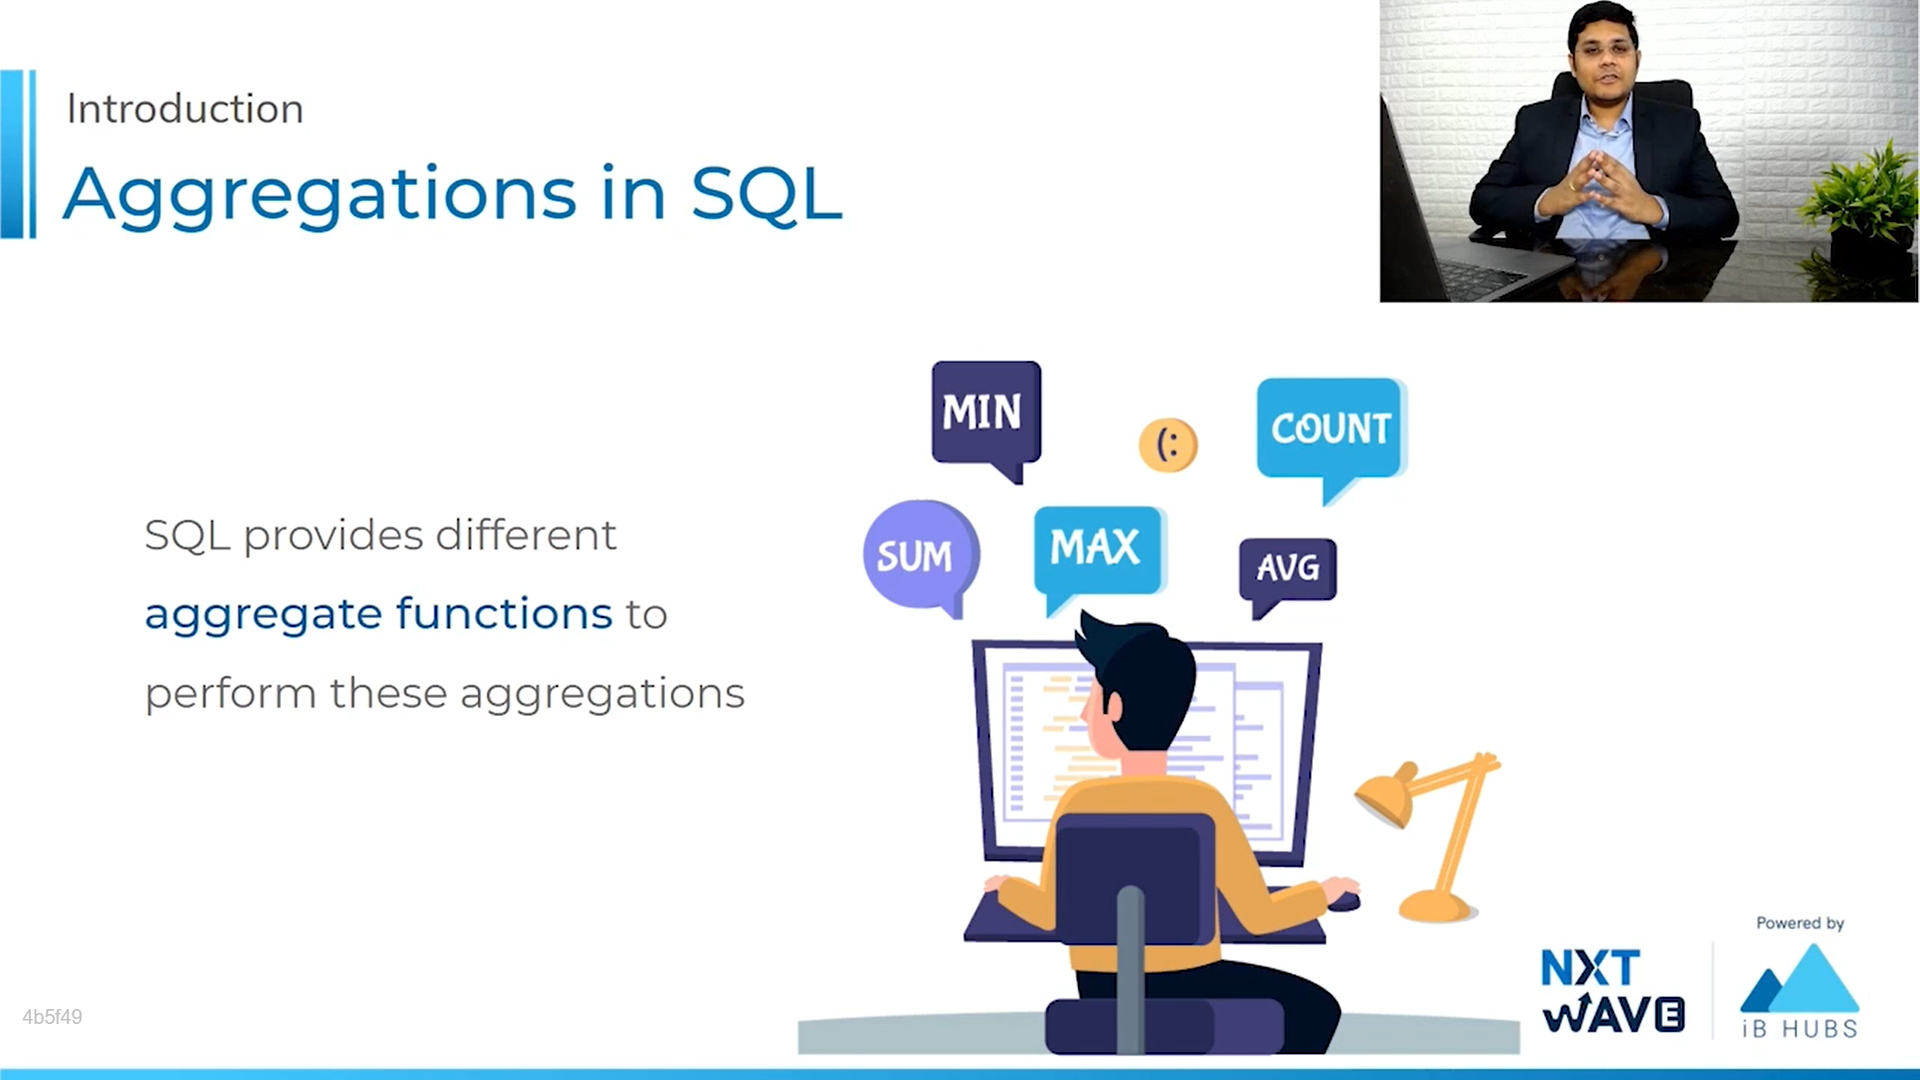 Introduction
Aggregations in SQL
MIN
COUNT
SUM
MAX
AVG
SQL provides different
aggregate functions to
perform these aggregations
Powered by
NXT
WAVE
iB HUBS
4b5f49